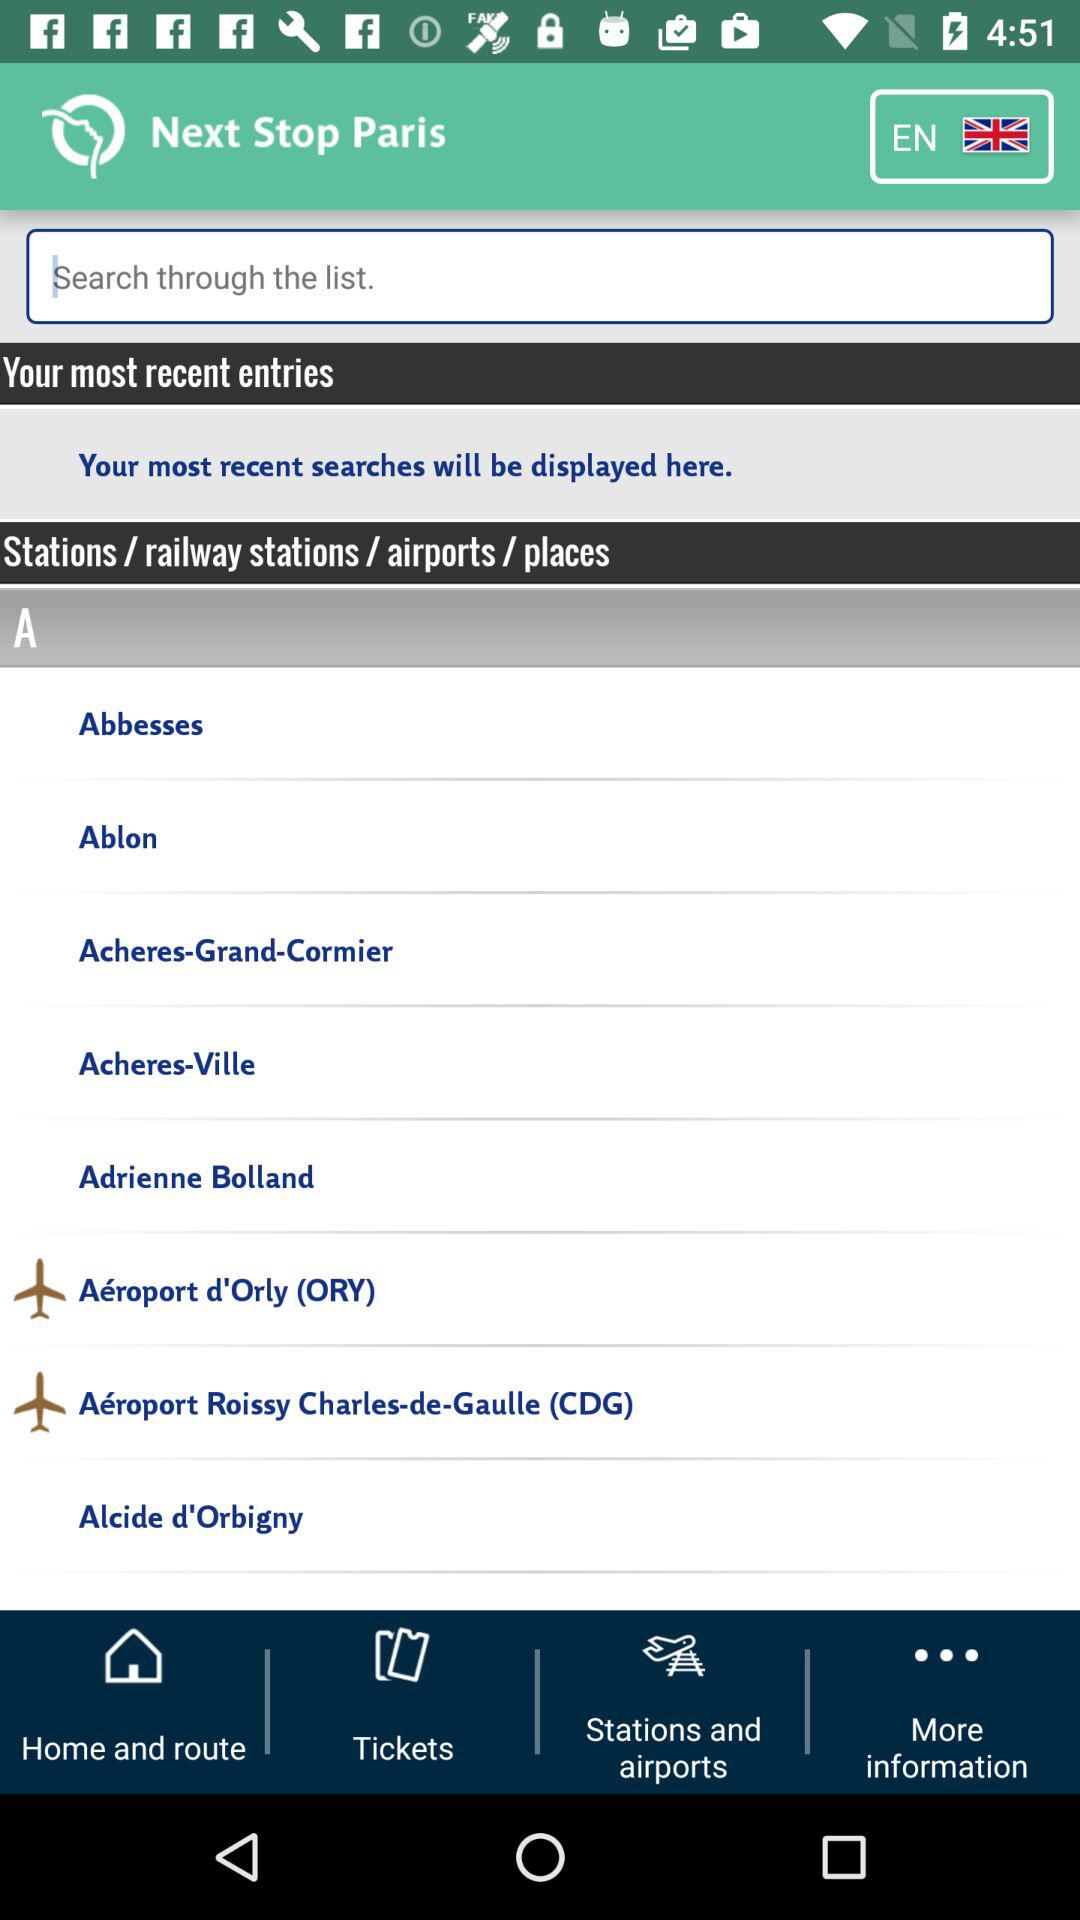 FAKE
4:51
Next Stop Paris
EN
Search through the list.
Your most recent entries
Your most recent searches will be displayed here.
Stations / railway stations / airports / places
A
Abbesses
Ablon
Acheres-Grand-Cormier
Acheres-Ville
Adrienne Bolland
Aéroport d'Orly (ORY)
Aéroport Roissy Charles-de-Gaulle (CDG)
Alcide d'Orbigny
Home and route
Tickets
Stations and
airports
More
information